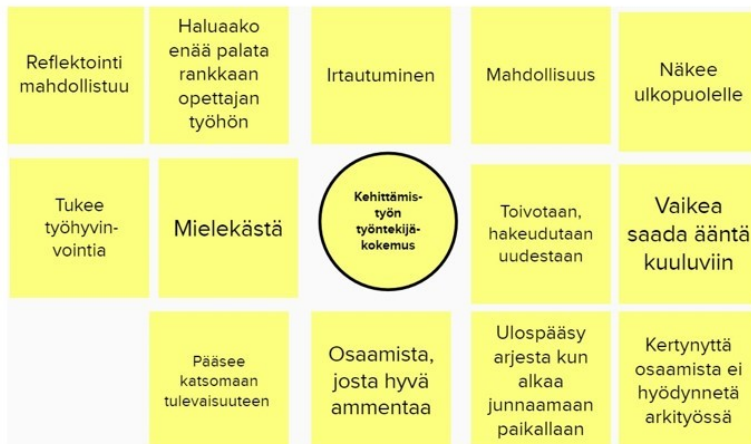 Reflektointi
mahdollistuu
Haluaako
enää palata
rankkaan
opettajan
työhön
Irtautuminen
Mahdollisuus
Näkee
ulkopuolelle
Tukee
työhyvin-
vointia
Mielekästä
Kehittämis-
työn
työntekijä-
kokemus
Toivotaan,
hakeudutaan
uudestaan
Vaikea
saada ääntä
kuuluviin
Pääsee
katsomaan
tulevaisuuteen
Osaamista,
josta hyvä
ammentaa
Ulospääsy
arjesta kun
alkaa
junnaamaan
paikallaan
Kertynyttä
osaamista ei
hyödynnetä
arkityössä